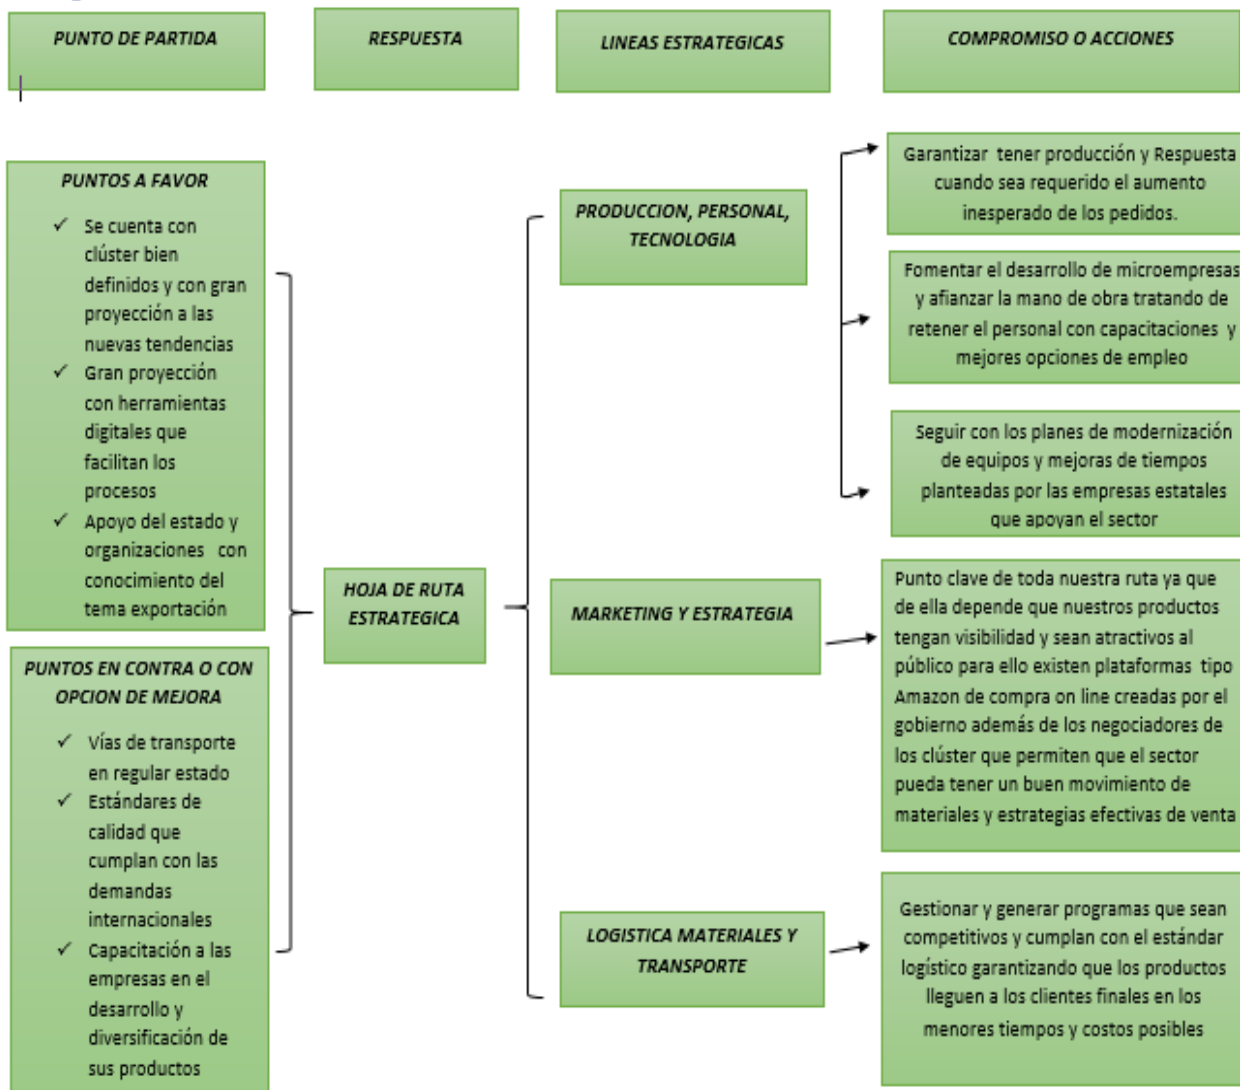 PUNTO DE PARTIDA
RESPUESTA
LINEAS ESTRATEGICAS
COMPROMISO O ACCIONES
PUNTOS A FAVOR
✓ Se cuenta con
clúster bien
definidos y con gran
proyección a las
nuevas tendencias
✓ Gran proyección
con herramientas
digitales que
facilitan los
procesos
✓ Apoyo del estado y
organizaciones con
conocimiento del
tema exportación
PUNTOS EN CONTRA O CON
OPCION DE MEJORA
✓ Vías de transporte
en regular estado
✓ Estándares de
calidad que
cumplan con las
demandas
internacionales
✓ Capacitación a las
empresas en el
desarrollo y
diversificación de
sus productos
HOJA DE RUTA
ESTRATEGICA
PRODUCCION, PERSONAL,
TECNOLOGIA
Garantizar tener producción y Respuesta
cuando sea requerido el aumento
inesperado de los pedidos.
Fomentar el desarrollo de microempresas
y afianzar la mano de obra tratando de
retener el personal con capacitaciones y
mejores opciones de empleo
Seguir con los planes de modernización
de equipos y mejoras de tiempos
planteadas por las empresas estatales
que apoyan el sector
MARKETING Y ESTRATEGIA
Punto clave de toda nuestra ruta ya que
de ella depende que nuestros productos
tengan visibilidad y sean atractivos al
público para ello existen plataformas tipo
Amazon de compra on line creadas por el
gobierno además de los negociadores de
los clúster que permiten que el sector
pueda tener un buen movimiento de
materiales y estrategias efectivas de venta
LOGISTICA MATERIALES Y
TRANSPORTE
Gestionar y generar programas que sean
competitivos y cumplan con el estándar
logístico garantizando que los productos
lleguen a los clientes finales en los
menores tiempos y costos posibles